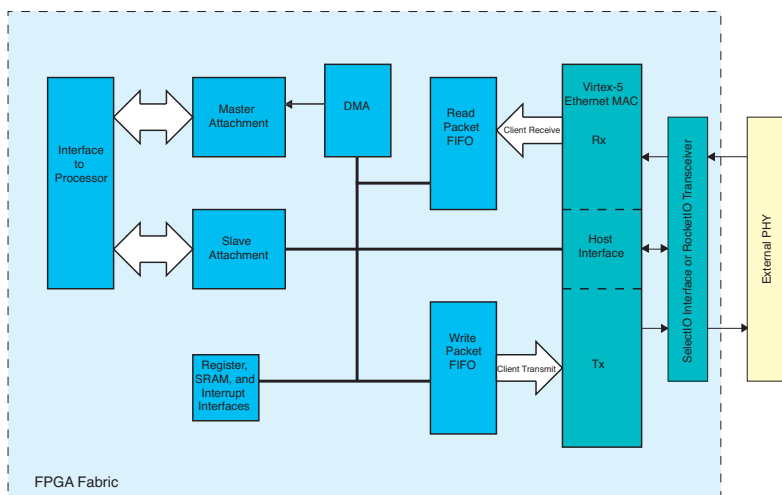 Interface
to
Processor
Master
Attachment
DMA
Read
Packet
FIFO
Client Receive
Virtex-5
Ethernet MAC
Rx
Slave
Attachment
Host
Interface
Register,
SRAM, and
Interrupt
Interfaces
Write
Packet
FIFO
Client Transmit
Tx
SelectIO Interface or RocketIO Transceiver
External PHY
FPGA Fabric